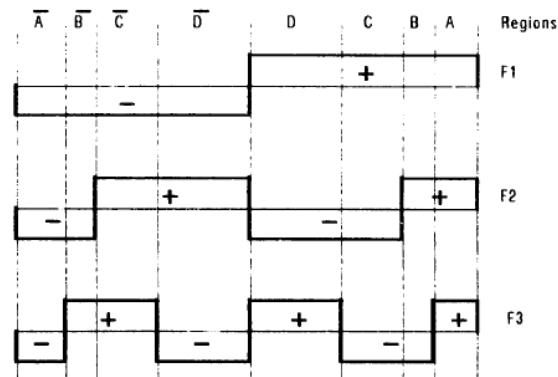 A̅ B̅ C̅ D̅ D C B A Regions
+ F1
−
+ + F2
− −
+ + + F3
− − −